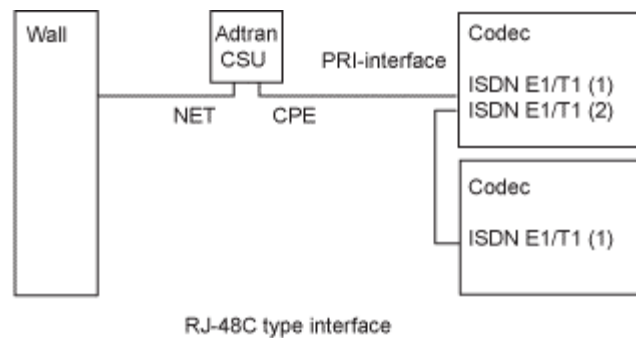 Wall
Adtran
CSU
NET
CPE
PRI-interface
Codec
ISDN E1/T1 (1)
ISDN E1/T1 (2)
Codec
ISDN E1/T1 (1)
RJ-48C type interface